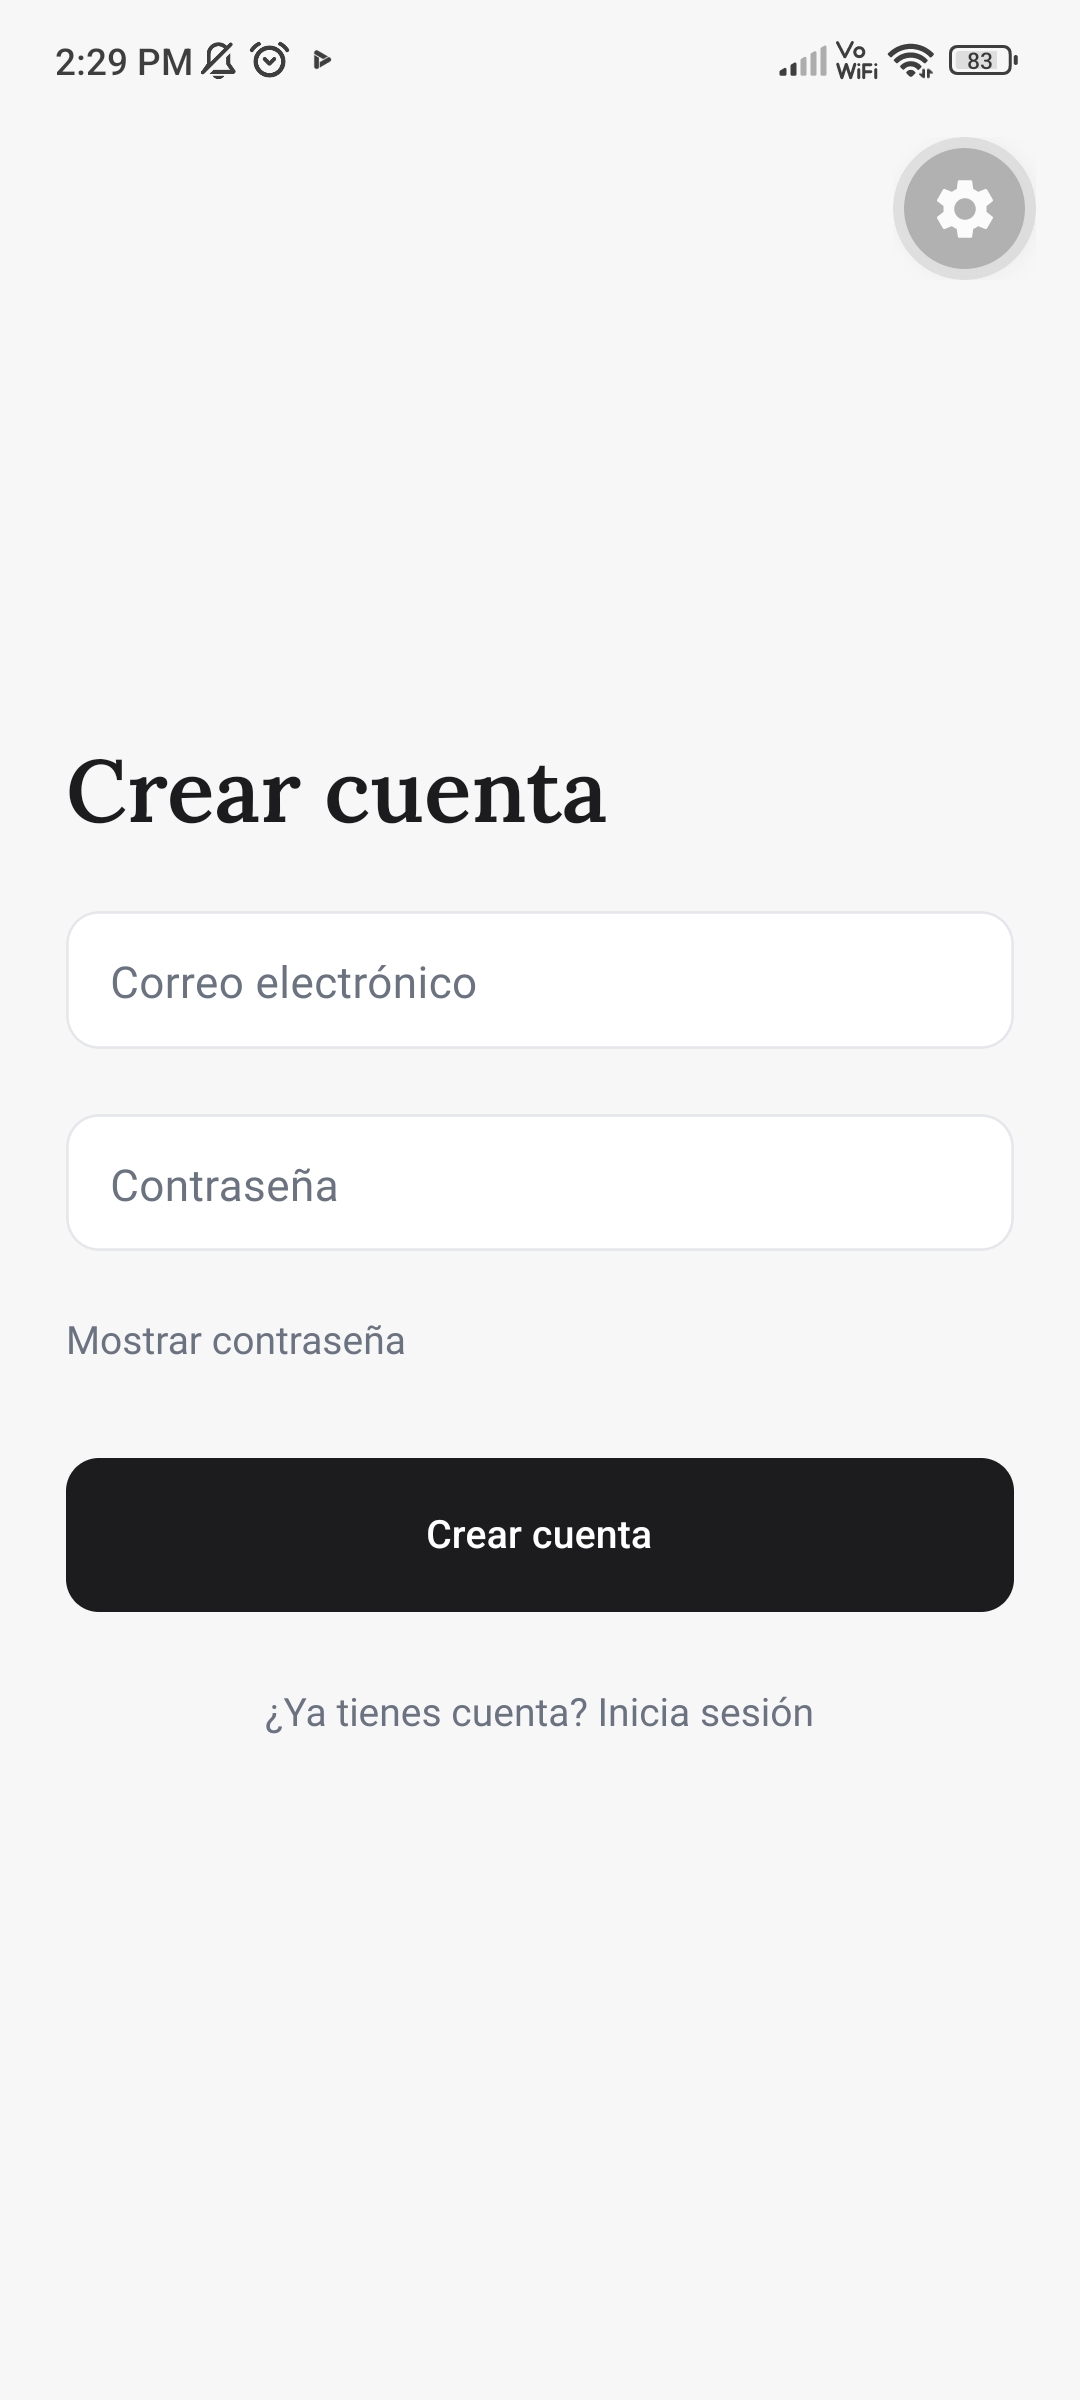 2:29 PM
Vo
WiFi
83
Crear cuenta
Correo electrónico
Contraseña
Mostrar contraseña
Crear cuenta
¿Ya tienes cuenta? Inicia sesión